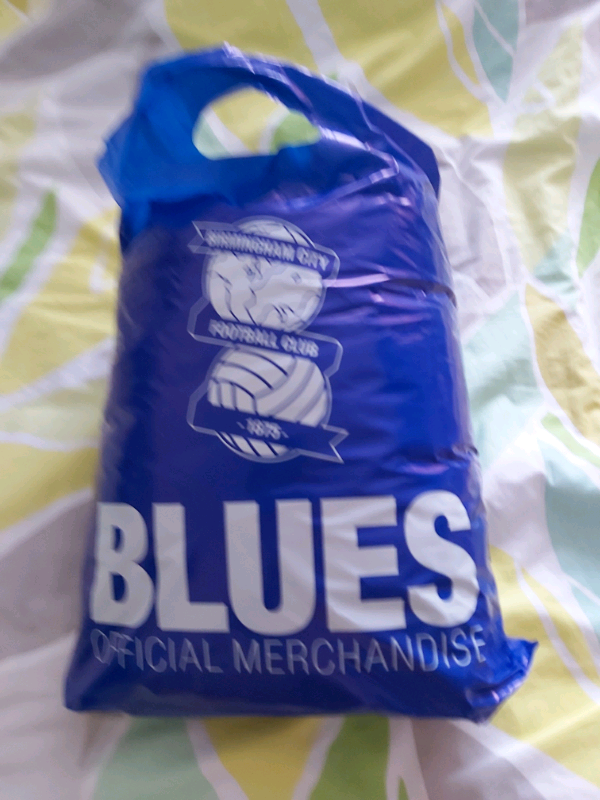 BIRMINGHAM CITY
FOOTBALL CLUB
-1875-
BLUES
OFFICIAL MERCHANDISE